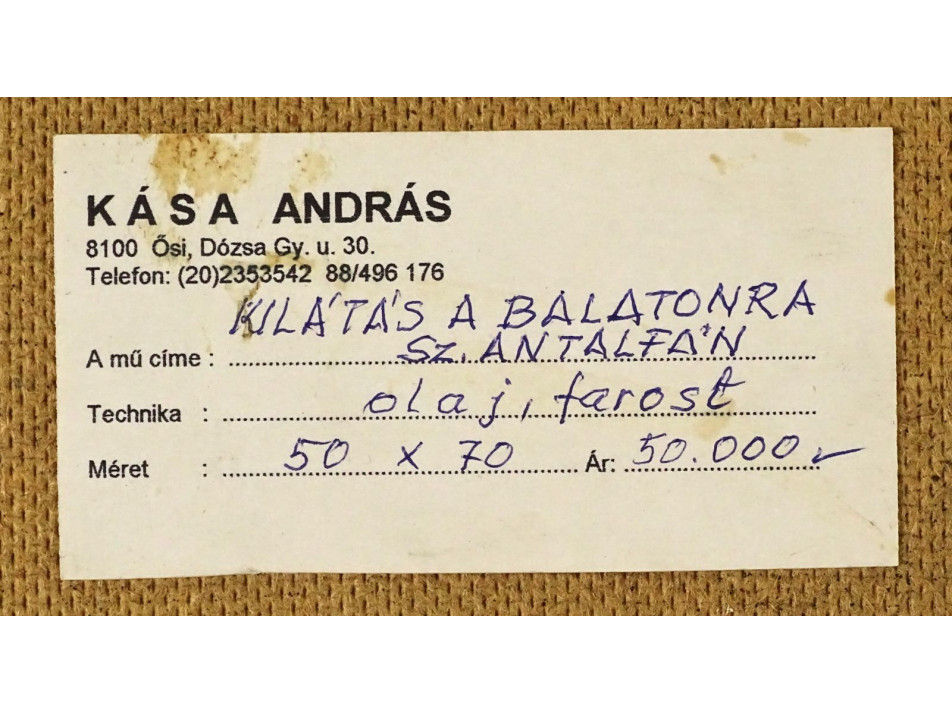 KÁSA ANDRÁS
8100 Ősi, Dózsa Gy. u. 30.
Telefon: (20)2353542 88/496 176
KILÁTÁS A BALATONRA
A mű címe : SZ. ANTALFÁN
Technika : olaj, farost
Méret : 50 x 70 Ár: 50.000 ~